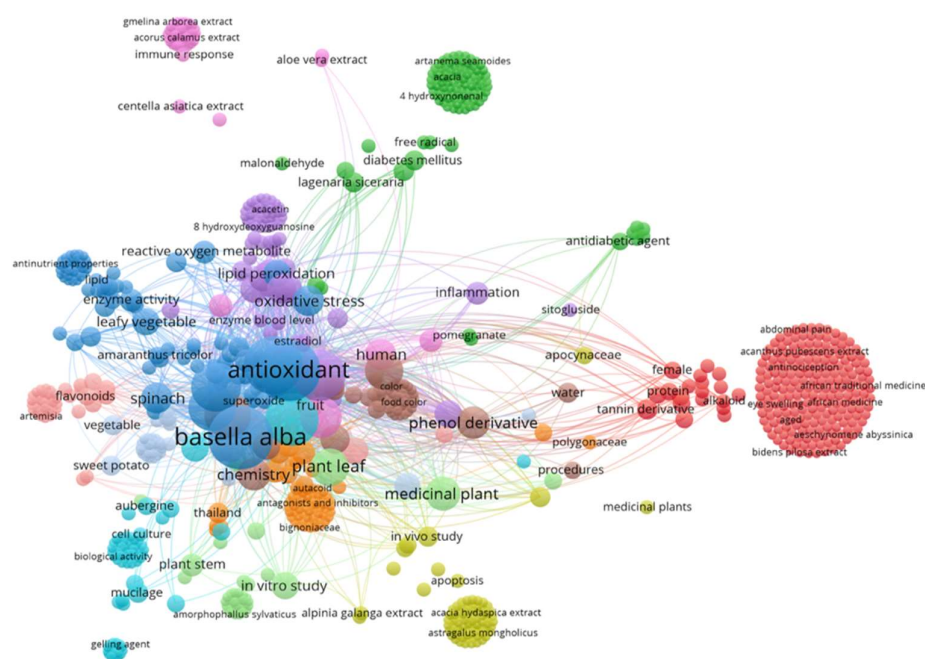 gmelina arborea extract
acorus calamus extract
immune response
aloe vera extract
artanema seamoides
acacia
4 hydroxynonenal
centella asiatica extract
free radical
malonaldehyde
diabetes mellitus
lagenaria siceraria
acacetin
8 hydroxydeoxyguanosine
antidiabetic agent
reactive oxygen metabolite
antinutrient properties
lipid peroxidation
lipid
enzyme activity
oxidative stress
inflammation
sitogluside
leafy vegetable
enzyme blood level
abdominal pain
estradiol
pomegranate
amaranthus tricolor
human
apocynaceae
acanthus pubescens extract
antioxidant
female
antinociception
color
african traditional medicine
flavonoids
spinach
superoxide
fruit
food color
water
protein
alkaloid
eye swelling
african medicine
artemisia
tannin derivative
aged
vegetable
phenol derivative
basella alba
aeschynomene abyssinica
polygonaceae
bidens pilosa extract
sweet potato
chemistry
plant leaf
procedures
autacoid
medicinal plant
aubergine
thailand
antagonists and inhibitors
medicinal plants
bignoniaceae
cell culture
in vivo study
biological activity
plant stem
apoptosis
mucilage
in vitro study
amorphophallus sylvaticus
alpinia galanga extract
acacia hydaspica extract
astragalus mongholicus
gelling agent